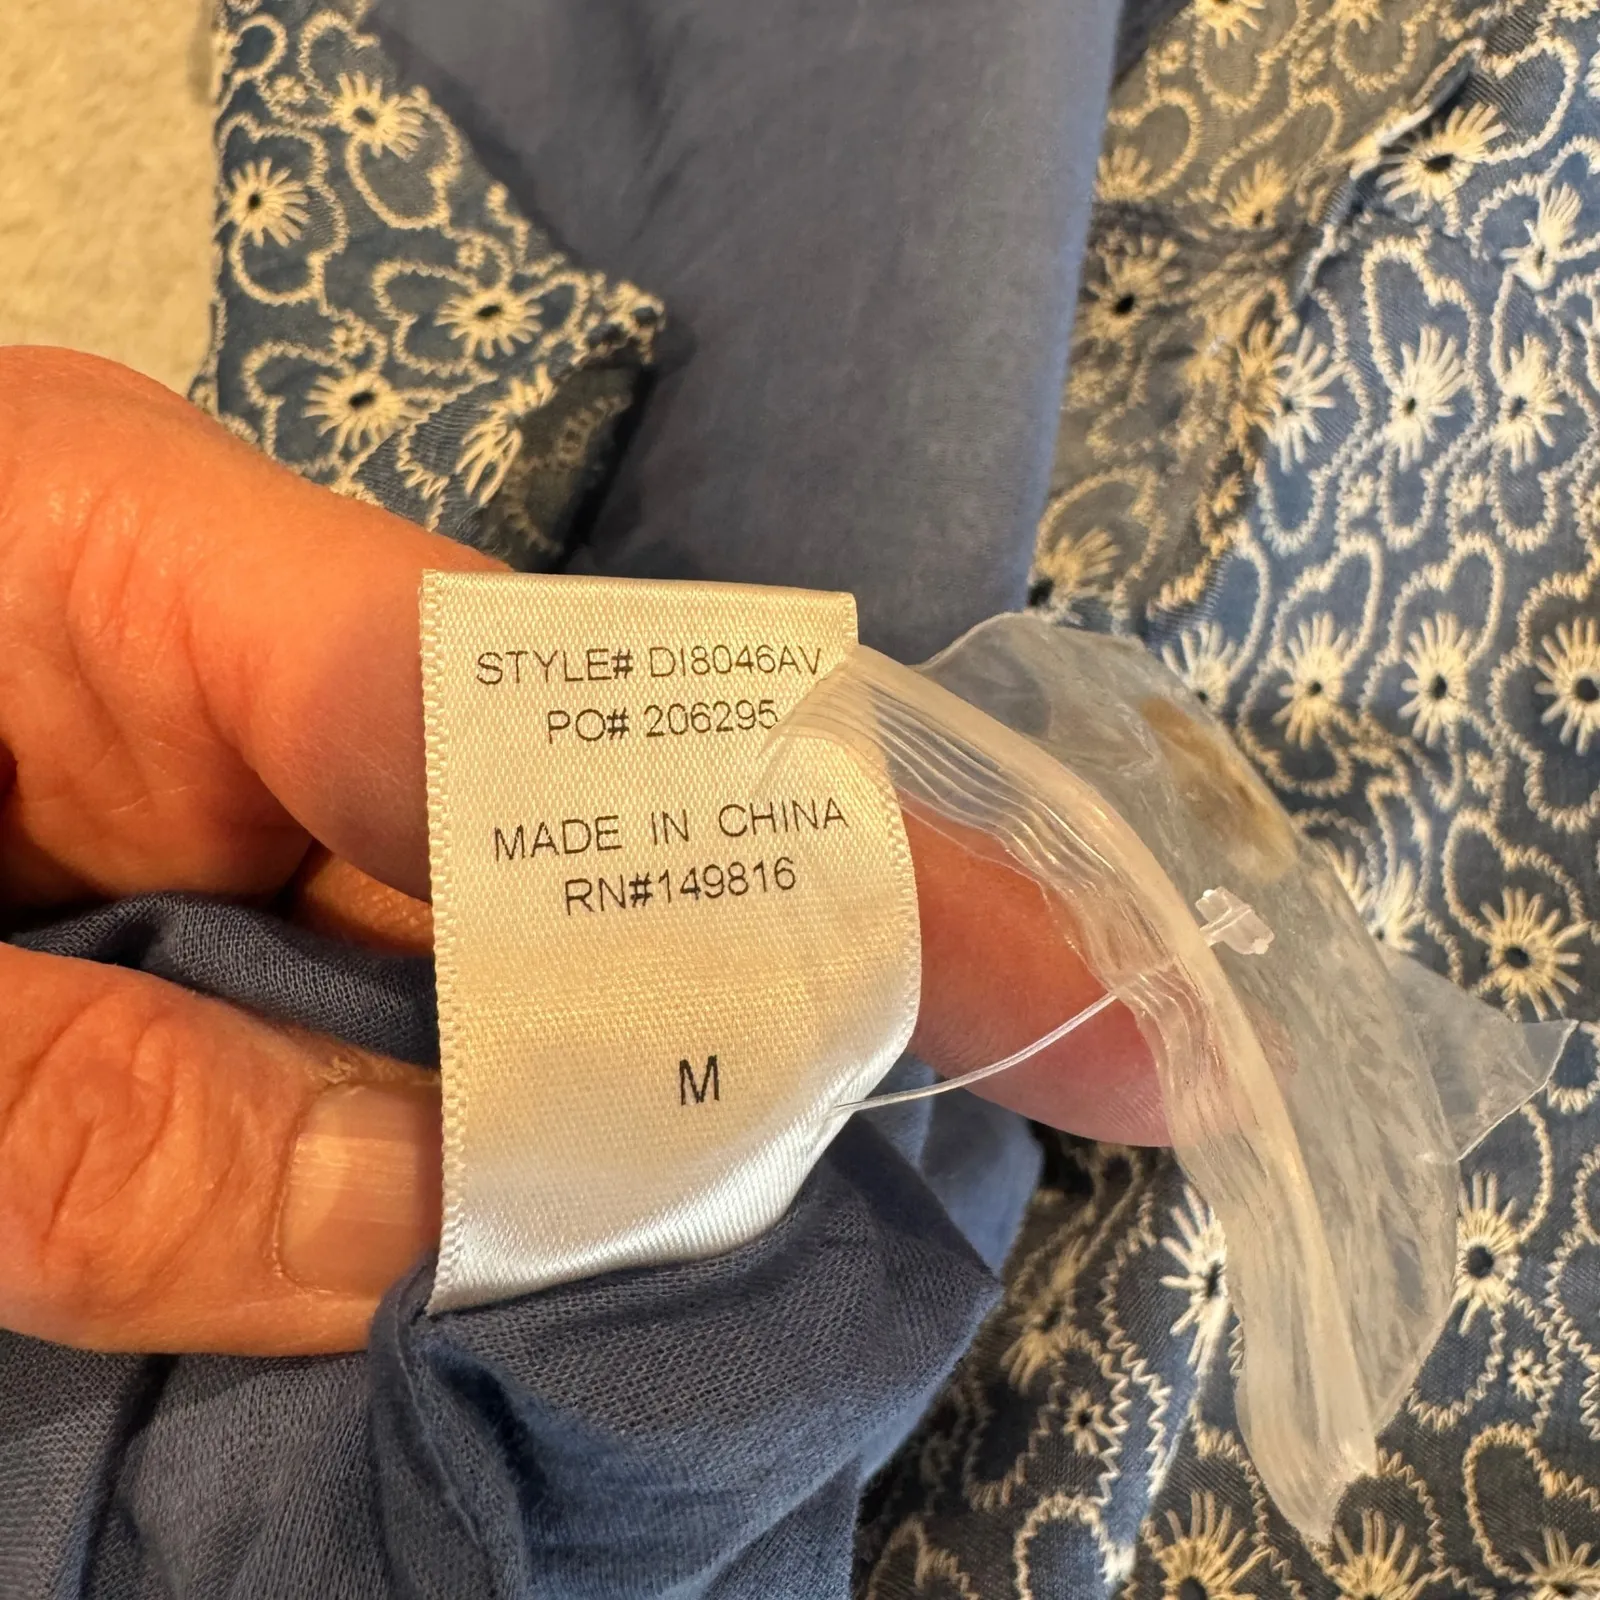 STYLE# DI8046AV
PO# 206295
MADE IN CHINA
RN#149816
M